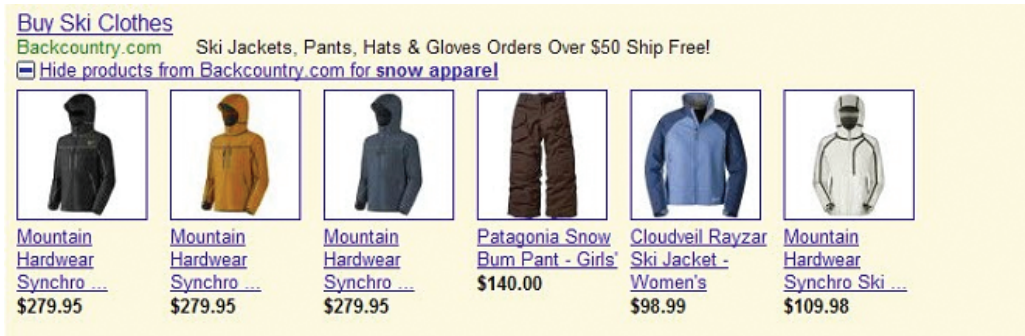 Buy Ski Clothes
Backcountry.com Ski Jackets, Pants, Hats & Gloves Orders Over $50 Ship Free!
Hide products from Backcountry.com for snow apparel
Mountain Hardwear Synchro ... $279.95
Mountain Hardwear Synchro ... $279.95
Mountain Hardwear Synchro ... $279.95
Patagonia Snow Bum Pant - Girls' $140.00
Cloudveil Rayzar Ski Jacket - Women's $98.99
Mountain Hardwear Synchro Ski ... $109.98